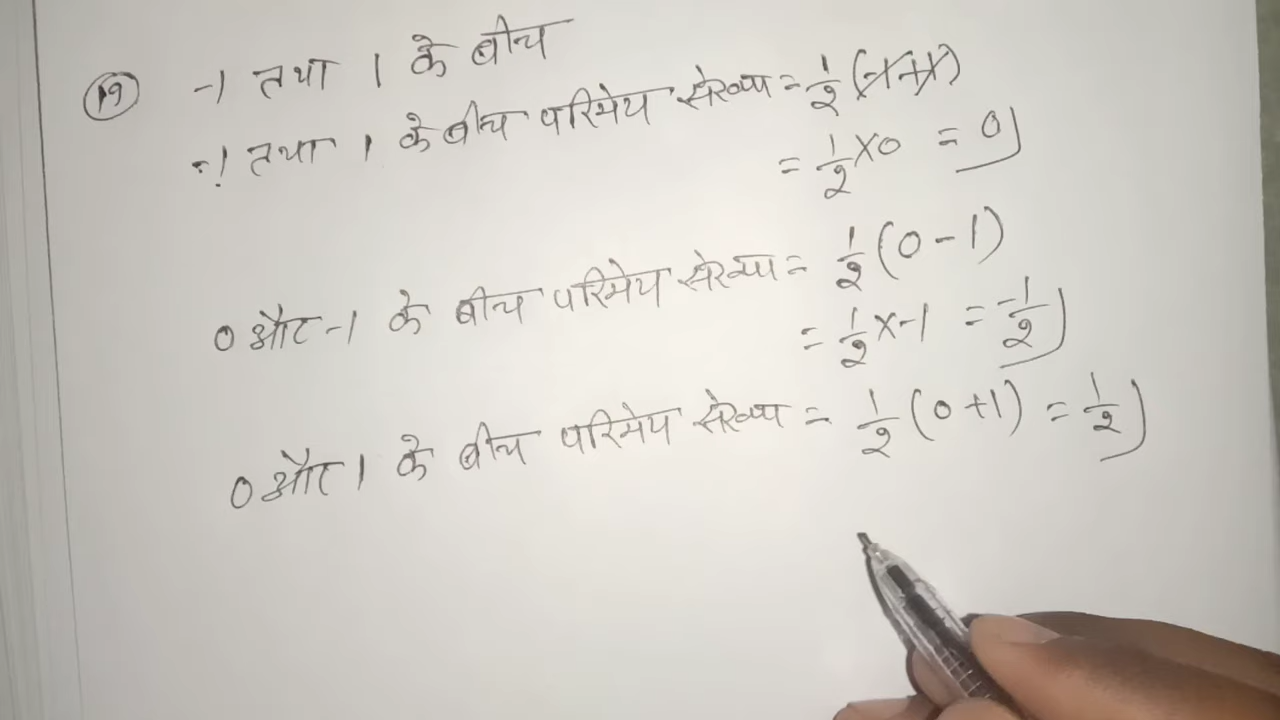 (19) -1 तथा 1 के बीच
∴ -1 तथा 1 के बीच परिमेय संख्या = 1/2 (-1+1)
= 1/2 × 0 = 0
0 और -1 के बीच परिमेय संख्या = 1/2 (0 - 1)
= 1/2 × -1 = -1/2
0 और 1 के बीच परिमेय संख्या = 1/2 (0 + 1) = 1/2